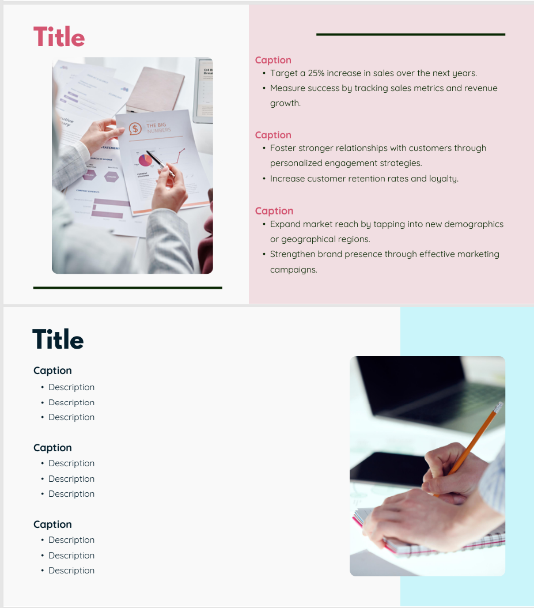 Title
THE BIG
BUSINESS
Caption
• Target a 25% increase in sales over the next years.
• Measure success by tracking sales metrics and revenue
growth.
Caption
• Foster stronger relationships with customers through
personalized engagement strategies.
• Increase customer retention rates and loyalty.
Caption
• Expand market reach by tapping into new demographics
or geographical regions.
• Strengthen brand presence through effective marketing
campaigns.
Title
Caption
• Description
• Description
• Description
Caption
• Description
• Description
• Description
Caption
• Description
• Description
• Description